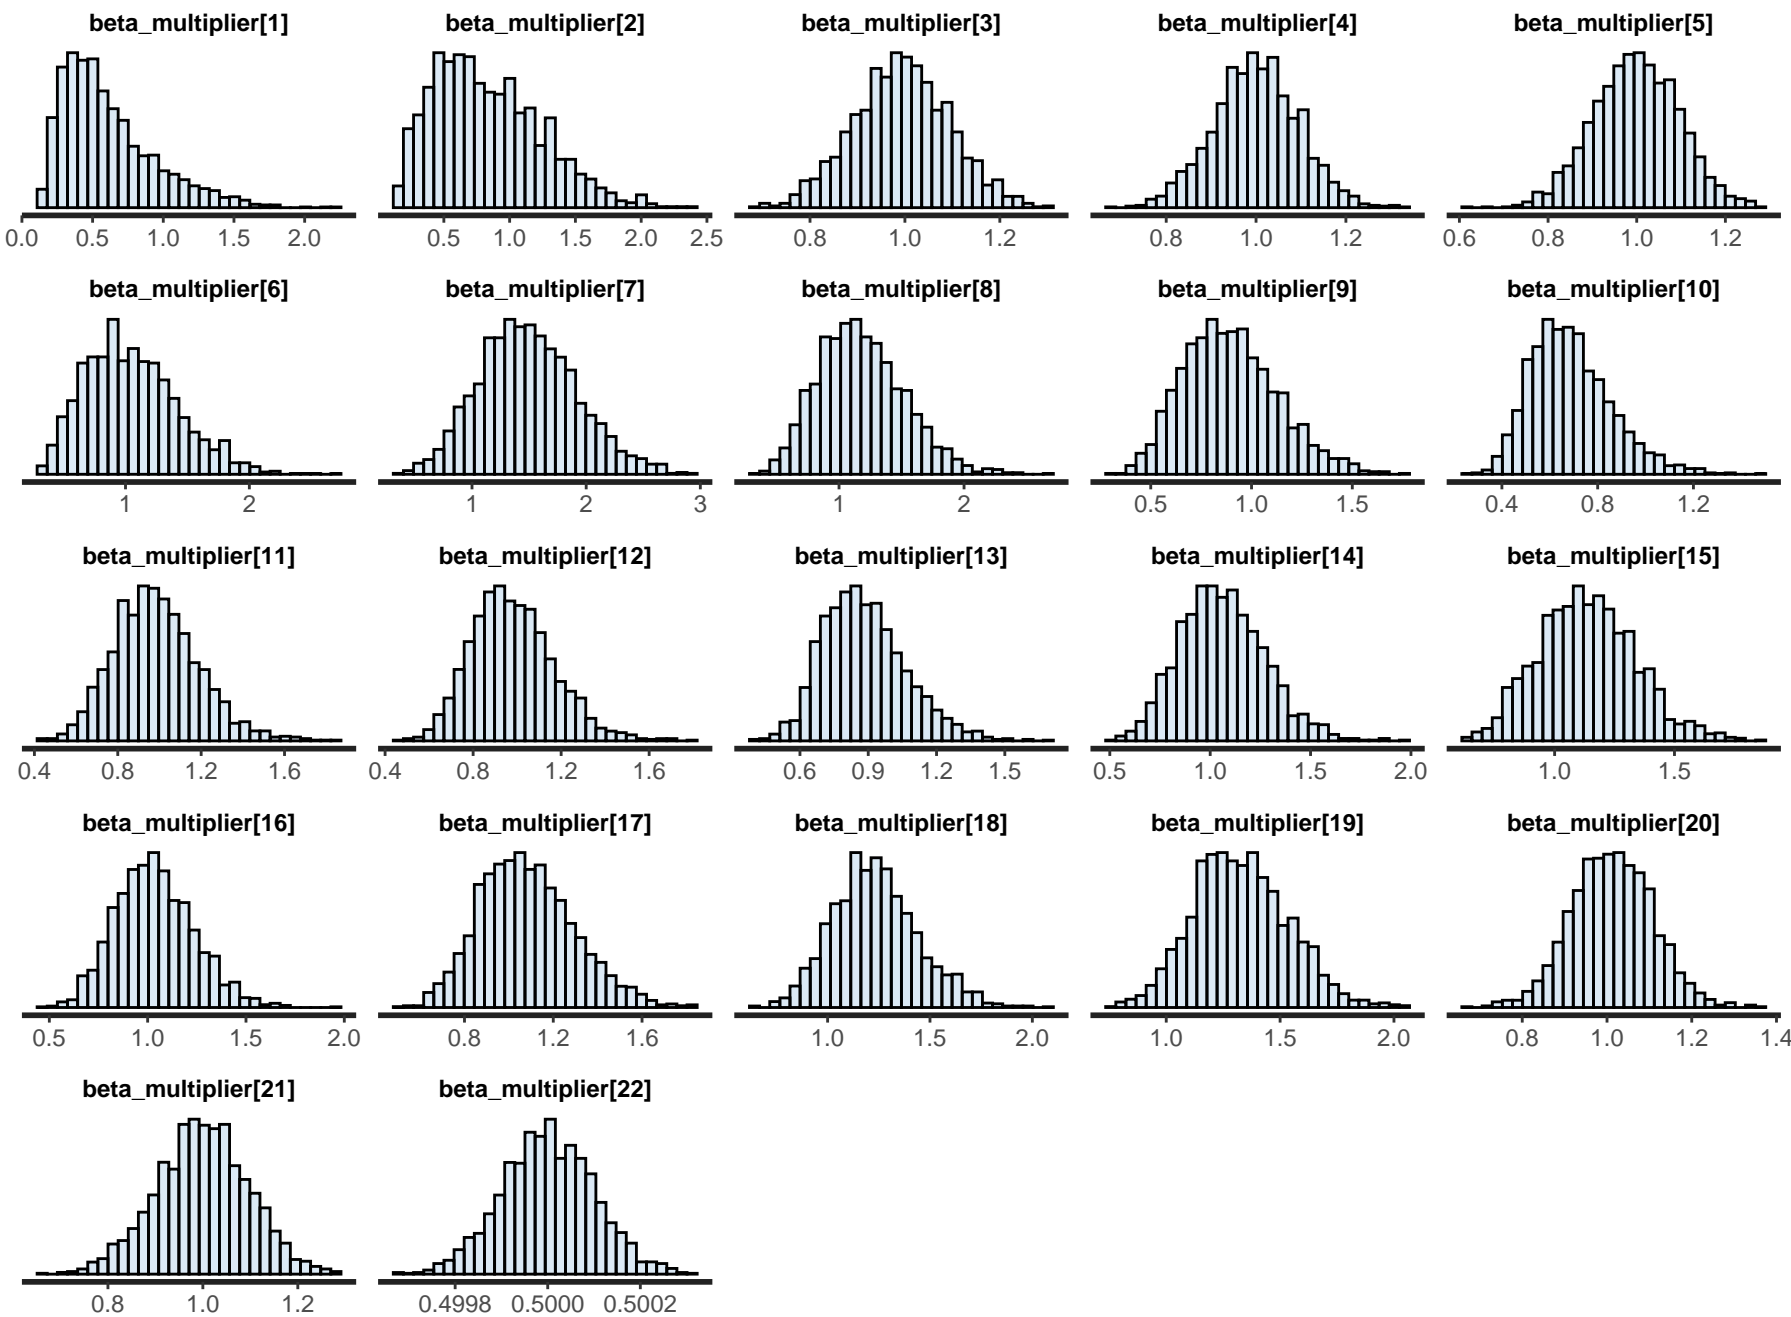 beta_multiplier[1] beta_multiplier[2] beta_multiplier[3] beta_multiplier[4] beta_multiplier[5]
0.0 0.5 1.0 1.5 2.0 0.5 1.0 1.5 2.0 2.5 0.8 1.0 1.2 0.8 1.0 1.2 0.6 0.8 1.0 1.2
beta_multiplier[6] beta_multiplier[7] beta_multiplier[8] beta_multiplier[9] beta_multiplier[10]
1 2 1 2 3 1 2 0.5 1.0 1.5 0.4 0.8 1.2
beta_multiplier[11] beta_multiplier[12] beta_multiplier[13] beta_multiplier[14] beta_multiplier[15]
0.4 0.8 1.2 1.6 0.4 0.8 1.2 1.6 0.6 0.9 1.2 1.5 0.5 1.0 1.5 2.0 1.0 1.5
beta_multiplier[16] beta_multiplier[17] beta_multiplier[18] beta_multiplier[19] beta_multiplier[20]
0.5 1.0 1.5 2.0 0.8 1.2 1.6 1.0 1.5 2.0 1.0 1.5 2.0 0.8 1.0 1.2 1.4
beta_multiplier[21] beta_multiplier[22]
0.8 1.0 1.2 0.4998 0.5000 0.5002